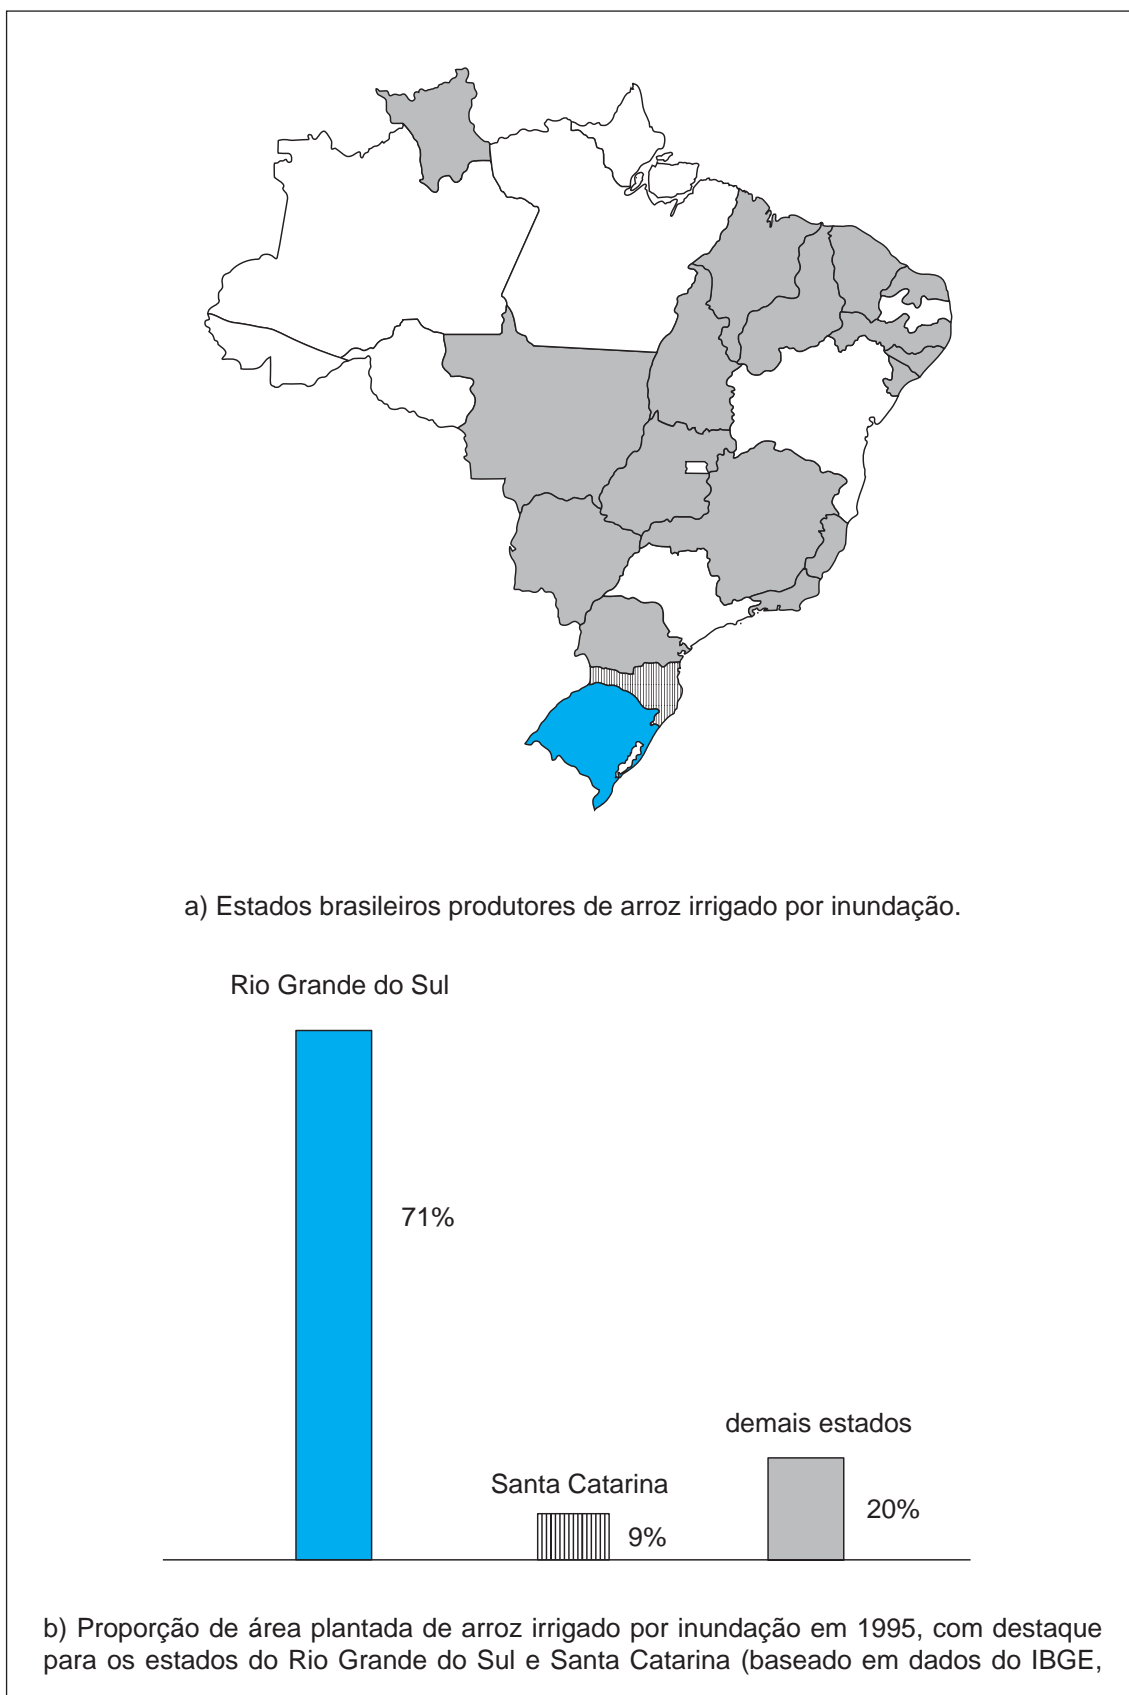 a) Estados brasileiros produtores de arroz irrigado por inundação.
Rio Grande do Sul
71%
demais estados
Santa Catarina
20%
9%
b) Proporção de área plantada de arroz irrigado por inundação em 1995, com destaque
para os estados do Rio Grande do Sul e Santa Catarina (baseado em dados do IBGE,